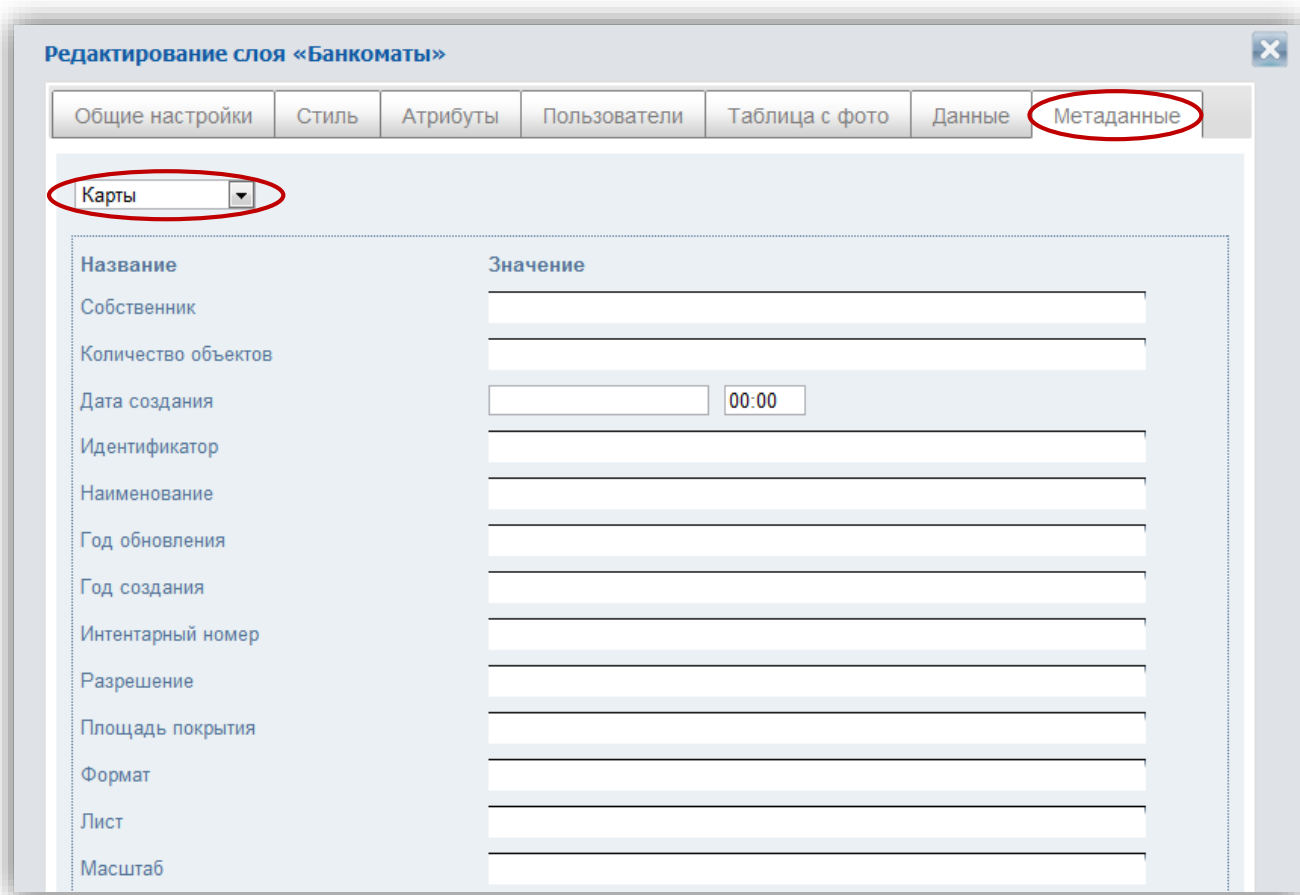 Редактирование слоя «Банкоматы»
Общие настройки Стиль Атрибуты Пользователи Таблица с фото Данные Метаданные
Карты
Название Значение
Собственник
Количество объектов
Дата создания 00:00
Идентификатор
Наименование
Год обновления
Год создания
Интентарный номер
Разрешение
Площадь покрытия
Формат
Лист
Масштаб